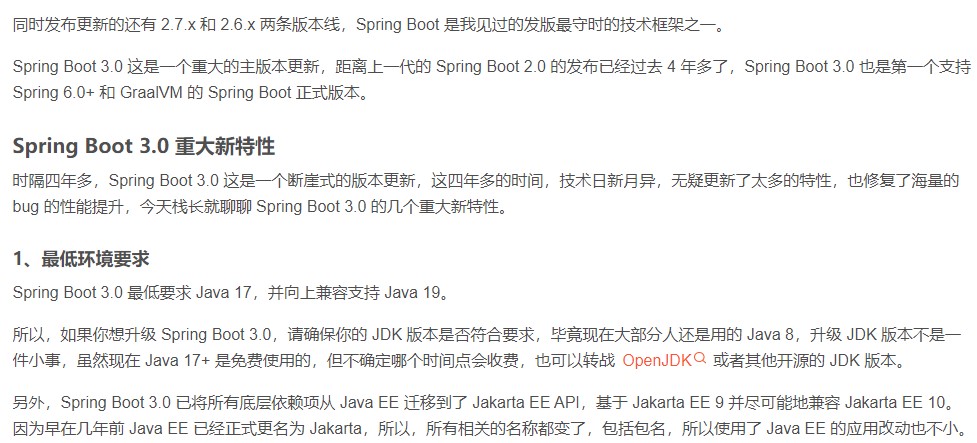 同时发布更新的还有 2.7.x 和 2.6.x 两条版本线，Spring Boot 是我见过的发版最守时的技术框架之一。
Spring Boot 3.0 这是一个重大的主版本更新，距离上一代的 Spring Boot 2.0 的发布已经过去 4 年多了，Spring Boot 3.0 也是第一个支持
Spring 6.0+ 和 GraalVM 的 Spring Boot 正式版本。
Spring Boot 3.0 重大新特性
时隔四年多，Spring Boot 3.0 这是一个断崖式的版本更新，这四年多的时间，技术日新月异，无疑更新了太多的特性，也修复了海量的
bug 的性能提升，今天栈长就聊聊 Spring Boot 3.0 的几个重大新特性。
1、最低环境要求
Spring Boot 3.0 最低要求 Java 17，并向上兼容支持 Java 19。
所以，如果你想升级 Spring Boot 3.0，请确保你的 JDK 版本是否符合要求，毕竟现在大部分人还是用的 Java 8，升级 JDK 版本不是一
件小事，虽然现在 Java 17+ 是免费使用的，但不确定哪个时间点会收费，也可以转战 OpenJDK 或者其他开源的 JDK 版本。
另外，Spring Boot 3.0 已将所有底层依赖项从 Java EE 迁移到了 Jakarta EE API，基于 Jakarta EE 9 并尽可能地兼容 Jakarta EE 10。
因为早在几年前 Java EE 已经正式更名为 Jakarta，所以，所有相关的名称都变了，包括包名，所以使用了 Java EE 的应用改动也不小。